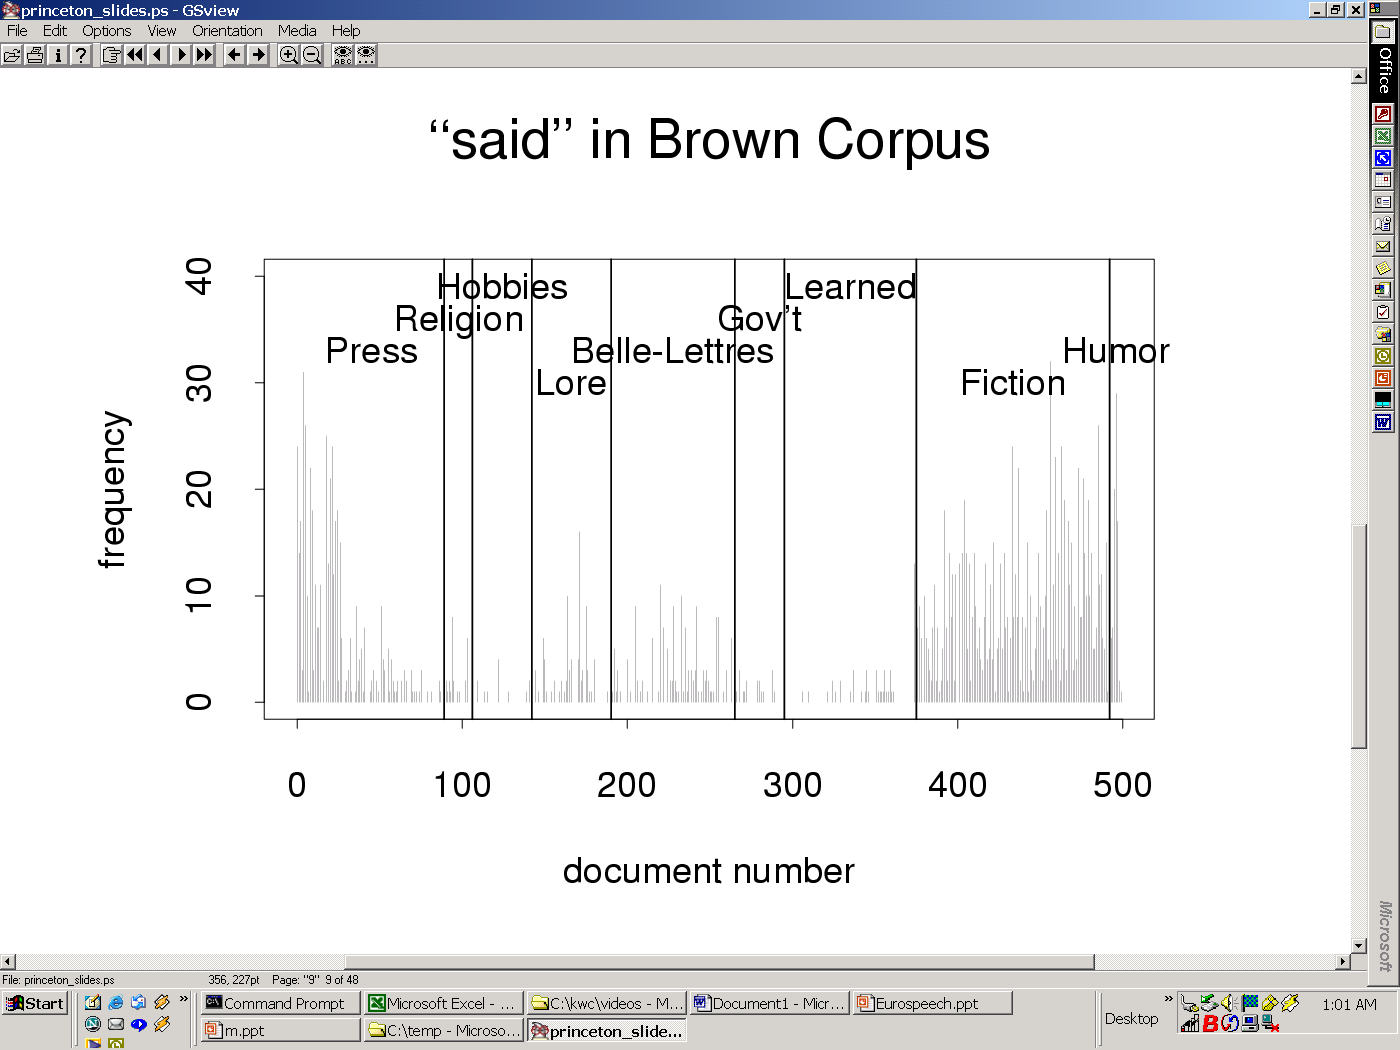 princeton_slides.ps - GSview
File Edit Options View Orientation Media Help
Office
‘‘said’’ in Brown Corpus
40
30
20
10
0
frequency
Hobbies
Learned
Religion
Gov't
Press
Belle-Lettres
Humor
Lore
Fiction
0 100 200 300 400 500
document number
Microsoft
File: princeton_slides.ps 356, 227pt Page: "9" 9 of 48
Start
Command Prompt
Microsoft Excel - ...
C:\kwc\videos - M...
Document1 - Micr...
Eurospeech.ppt
m.ppt
C:\temp - Microso...
princeton_slide...
Desktop
1:01 AM